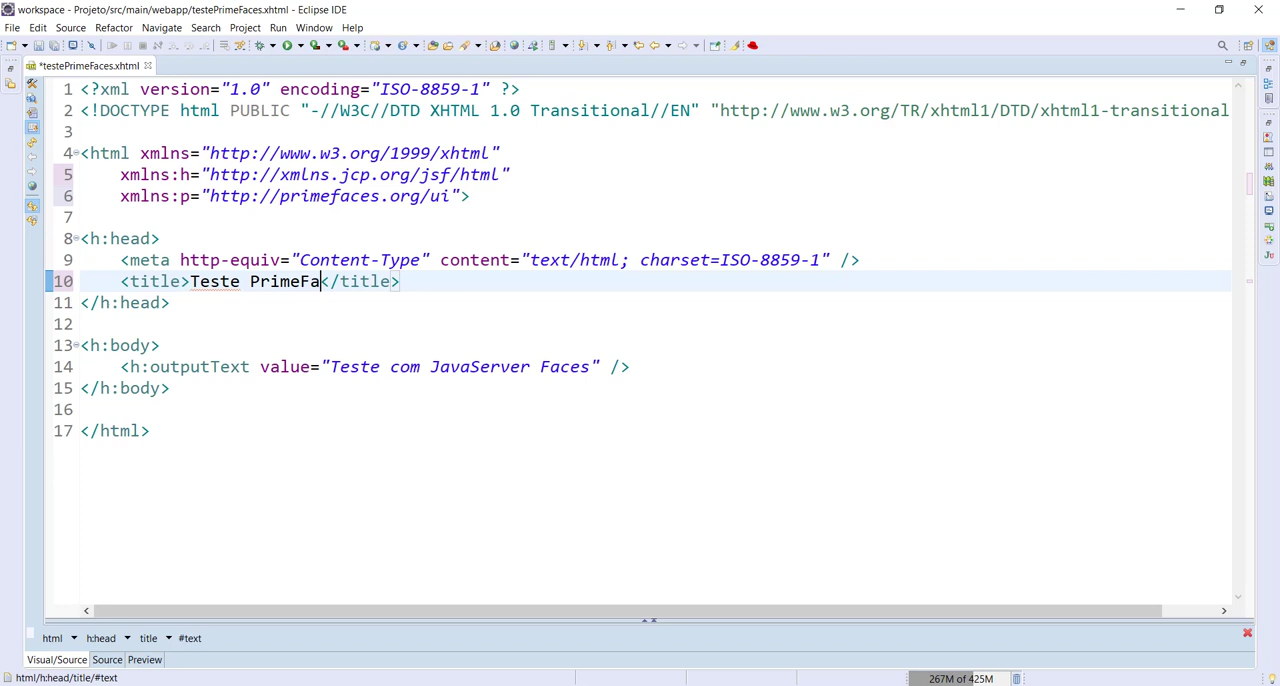 workspace - Projeto/src/main/webapp/testePrimeFaces.xhtml - Eclipse IDE
File Edit Source Refactor Navigate Search Project Run Window Help
*testePrimeFaces.xhtml
1 <?xml version="1.0" encoding="ISO-8859-1" ?>
2 <!DOCTYPE html PUBLIC "-//W3C//DTD XHTML 1.0 Transitional//EN" "http://www.w3.org/TR/xhtml1/DTD/xhtml1-transitional
3
4 <html xmlns="http://www.w3.org/1999/xhtml"
5 xmlns:h="http://xmlns.jcp.org/jsf/html"
6 xmlns:p="http://primefaces.org/ui">
7
8 <h:head>
9 <meta http-equiv="Content-Type" content="text/html; charset=ISO-8859-1" />
10 <title>Teste PrimeFa</title>
11 </h:head>
12
13 <h:body>
14 <h:outputText value="Teste com JavaServer Faces" />
15 </h:body>
16
17 </html>
html h:head title #text
Visual/Source Source Preview
html/h:head/title/#text 267M of 425M